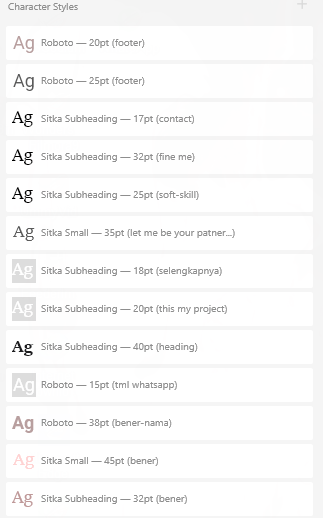 Character Styles
Ag Roboto — 20pt (footer)
Ag Roboto — 25pt (footer)
Ag Sitka Subheading — 17pt (contact)
Ag Sitka Subheading — 32pt (fine me)
Ag Sitka Subheading — 25pt (soft-skill)
Ag Sitka Small — 35pt (let me be your patner...)
Ag Sitka Subheading — 18pt (selengkapnya)
Ag Sitka Subheading — 20pt (this my project)
Ag Sitka Subheading — 40pt (heading)
Ag Roboto — 15pt (tml whatsapp)
Ag Roboto — 38pt (bener-nama)
Ag Sitka Small — 45pt (bener)
Ag Sitka Subheading — 32pt (bener)